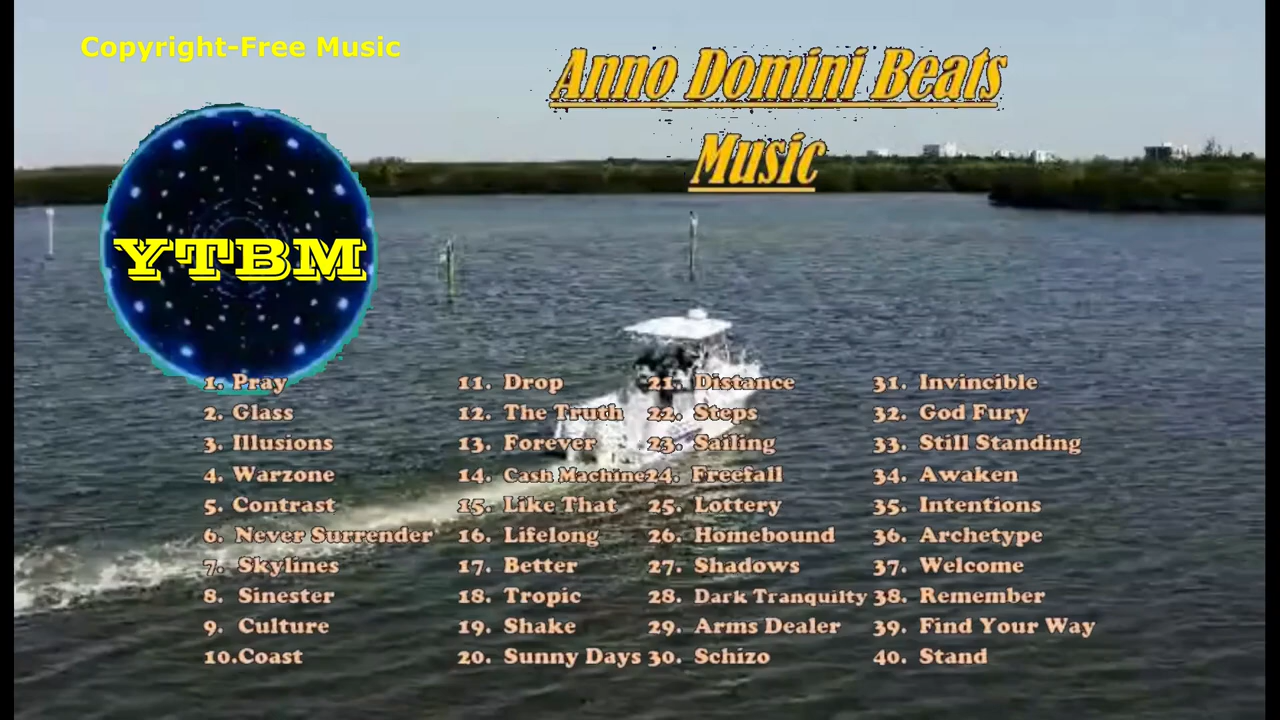 Copyright-Free Music
Anno Domini Beats
Music
YTBM
1. Pray
2. Glass
3. Illusions
4. Warzone
5. Contrast
6. Never Surrender
7. Skylines
8. Sinester
9. Culture
10.Coast
11. Drop
12. The Truth
13. Forever
14. Cash Machine
15. Like That
16. Lifelong
17. Better
18. Tropic
19. Shake
20. Sunny Days
21. Distance
22. Steps
23. Sailing
24. Freefall
25. Lottery
26. Homebound
27. Shadows
28. Dark Tranquilty
29. Arms Dealer
30. Schizo
31. Invincible
32. God Fury
33. Still Standing
34. Awaken
35. Intentions
36. Archetype
37. Welcome
38. Remember
39. Find Your Way
40. Stand